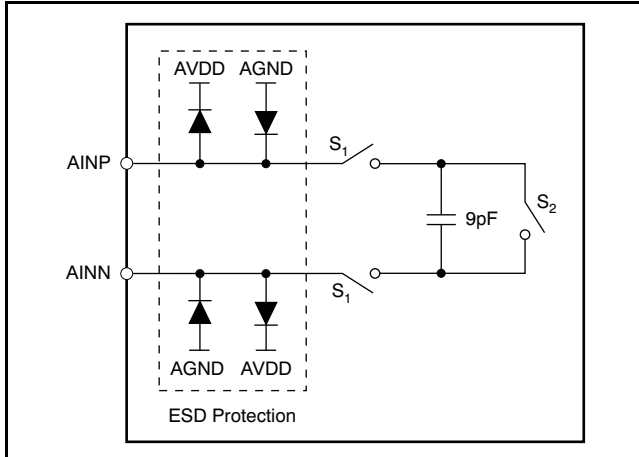 AVDD AGND
AINP
S1
9pF
S2
AINN
S1
AGND AVDD
ESD Protection